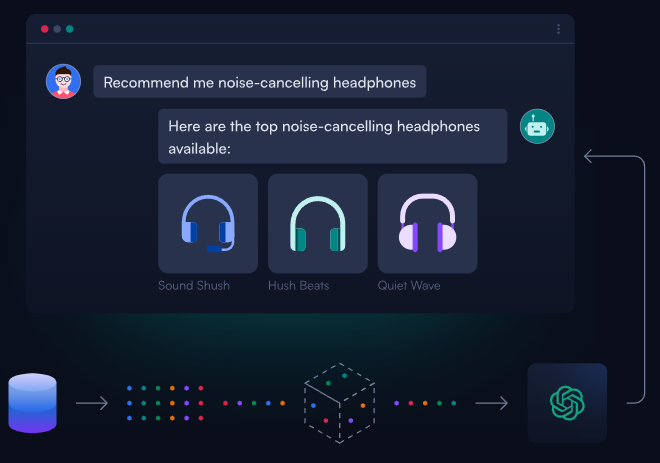 Recommend me noise-cancelling headphones
Here are the top noise-cancelling headphones
available:
Sound Shush
Hush Beats
Quiet Wave